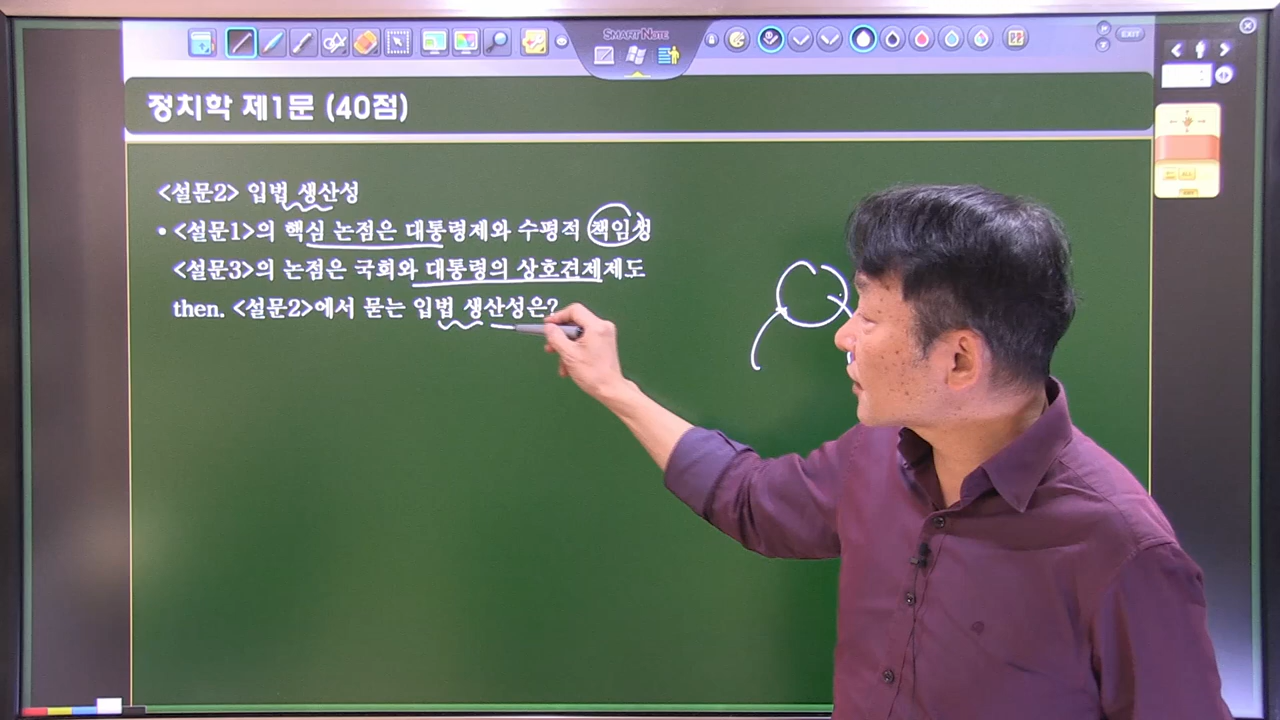 SMART NOTE
EXIT
정치학 제1문 (40점)
<설문2> 입법 생산성
• <설문1>의 핵심 논점은 대통령제와 수평적 책임성
<설문3>의 논점은 국회와 대통령의 상호견제제도
then. <설문2>에서 묻는 입법 생산성은?